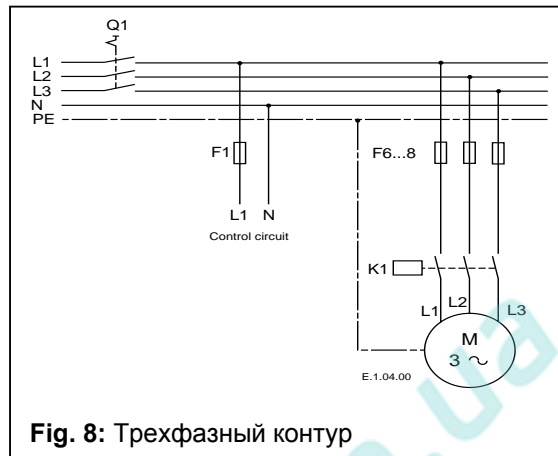 Q1
L1
L2
L3
N
PE
F1
F6...8
L1 N
Control circuit
K1
L1 L2 L3
M
3 ~
E.1.04.00
Fig. 8: Трехфазный контур